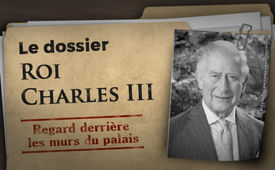 Le dossier
ROI
CHARLES III
Regard derrière
les murs du palais